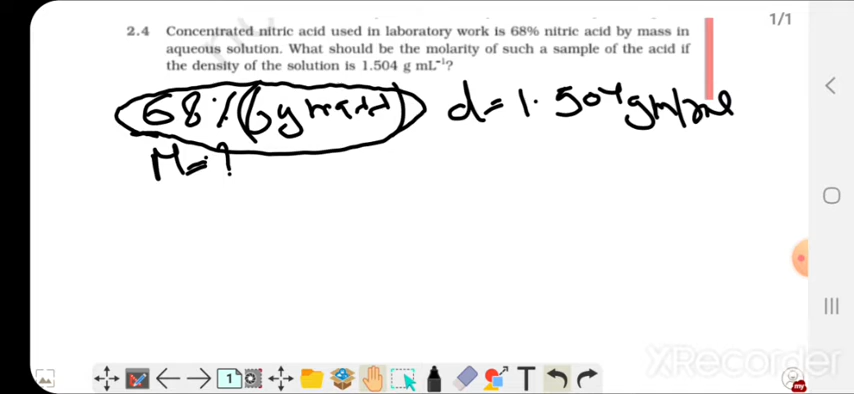 1/1
2.4 Concentrated nitric acid used in laboratory work is 68% nitric acid by mass in
aqueous solution. What should be the molarity of such a sample of the acid if
the density of the solution is 1.504 g mL⁻¹?
68% (by mass) d = 1.504 gm/ml
M = ?
XRecorder
1 T
my